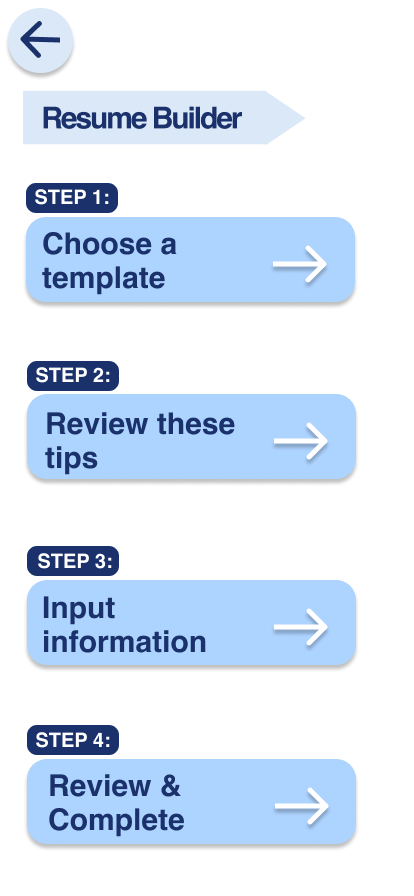 Resume Builder
STEP 1:
Choose a
template
STEP 2:
Review these
tips
STEP 3:
Input
information
STEP 4:
Review &
Complete